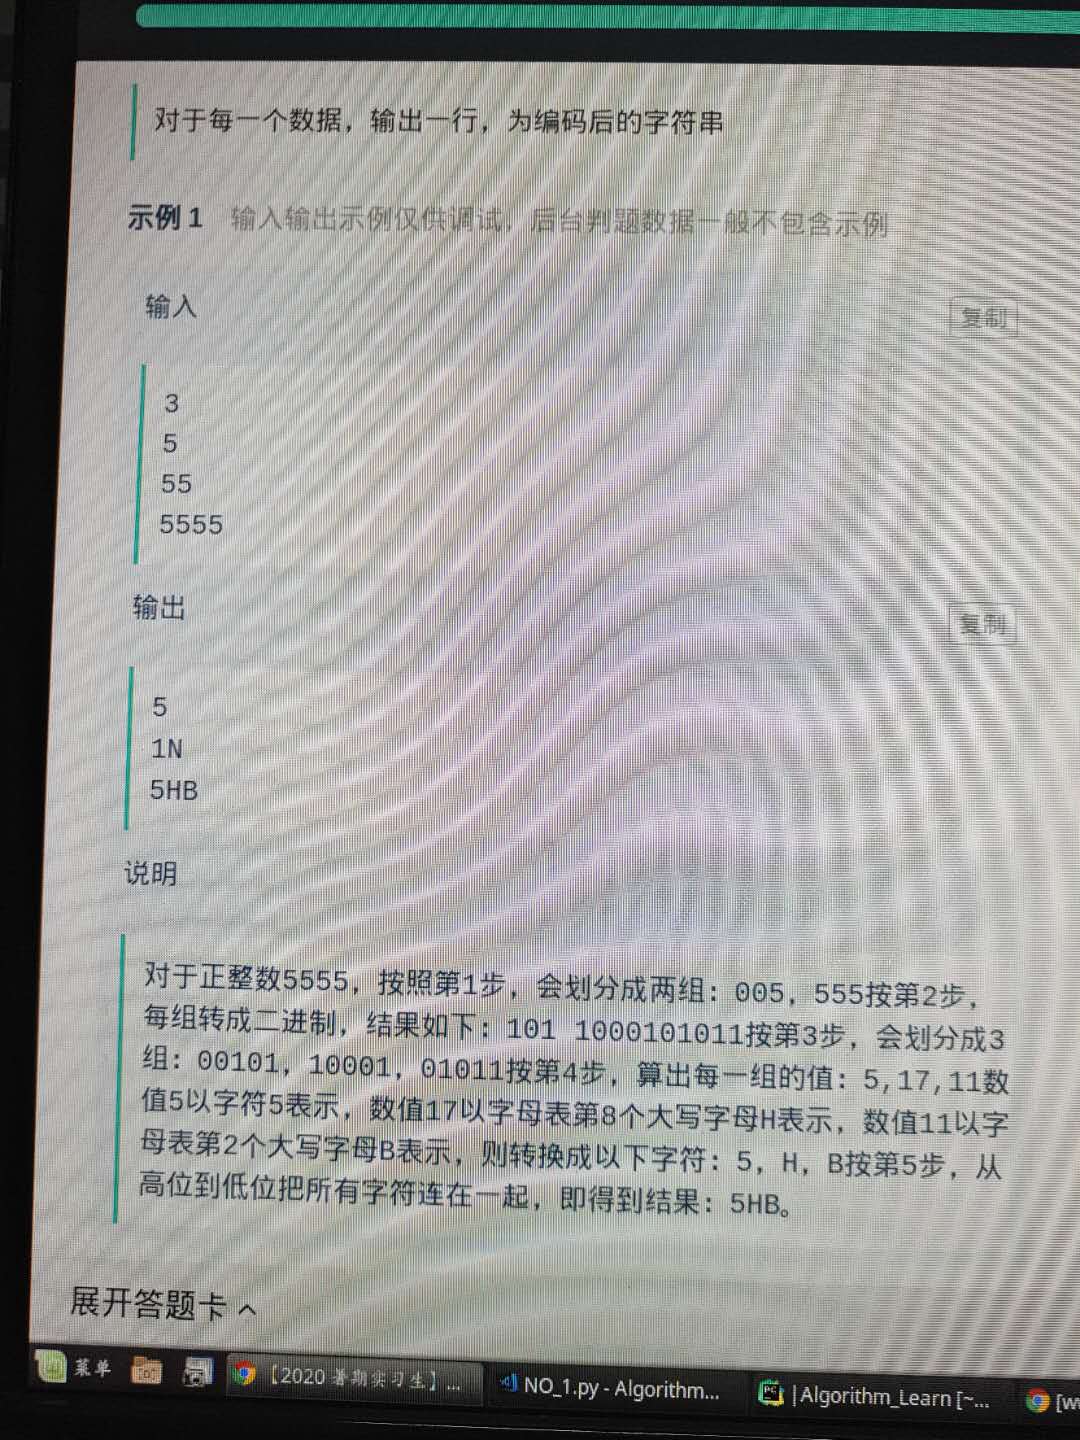 对于每一个数据，输出一行，为编码后的字符串
示例1 输入输出示例仅供调试，后台判题数据一般不包含示例
输入
复制
3
5
55
5555
输出
复制
5
1N
5HB
说明
对于正整数5555，按照第1步，会划分成两组：005，555按第2步，
每组转成二进制，结果如下：101 1000101011按第3步，会划分成3
组：00101，10001，01011按第4步，算出每一组的值：5,17,11数
值5以字符5表示，数值17以字母表第8个大写字母H表示，数值11以字
母表第2个大写字母B表示，则转换成以下字符：5，H，B按第5步，从
高位到低位把所有字符连在一起，即得到结果：5HB。
展开答题卡
菜单
【2020 暑期实习生】...
NO_1.py - Algorithm...
Algorithm_Learn [~...